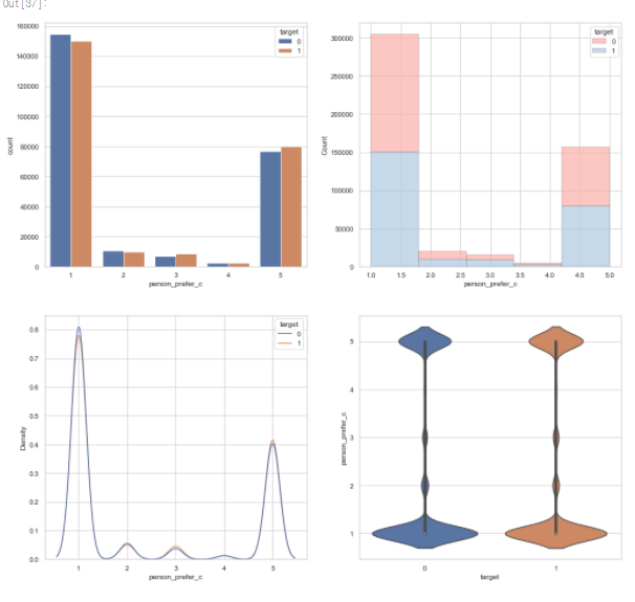 Out[37]:
target
0
1
160000
140000
120000
100000
80000
60000
40000
20000
0
count
1 2 3 4 5
person_prefer_c
target
0
1
300000
250000
200000
150000
100000
50000
0
Count
1.0 1.5 2.0 2.5 3.0 3.5 4.0 4.5 5.0
person_prefer_c
target
0
1
0.8
0.7
0.6
0.5
0.4
0.3
0.2
0.1
0.0
Density
1 2 3 4 5
person_prefer_c
5
4
3
2
1
person_prefer_c
0 1
target